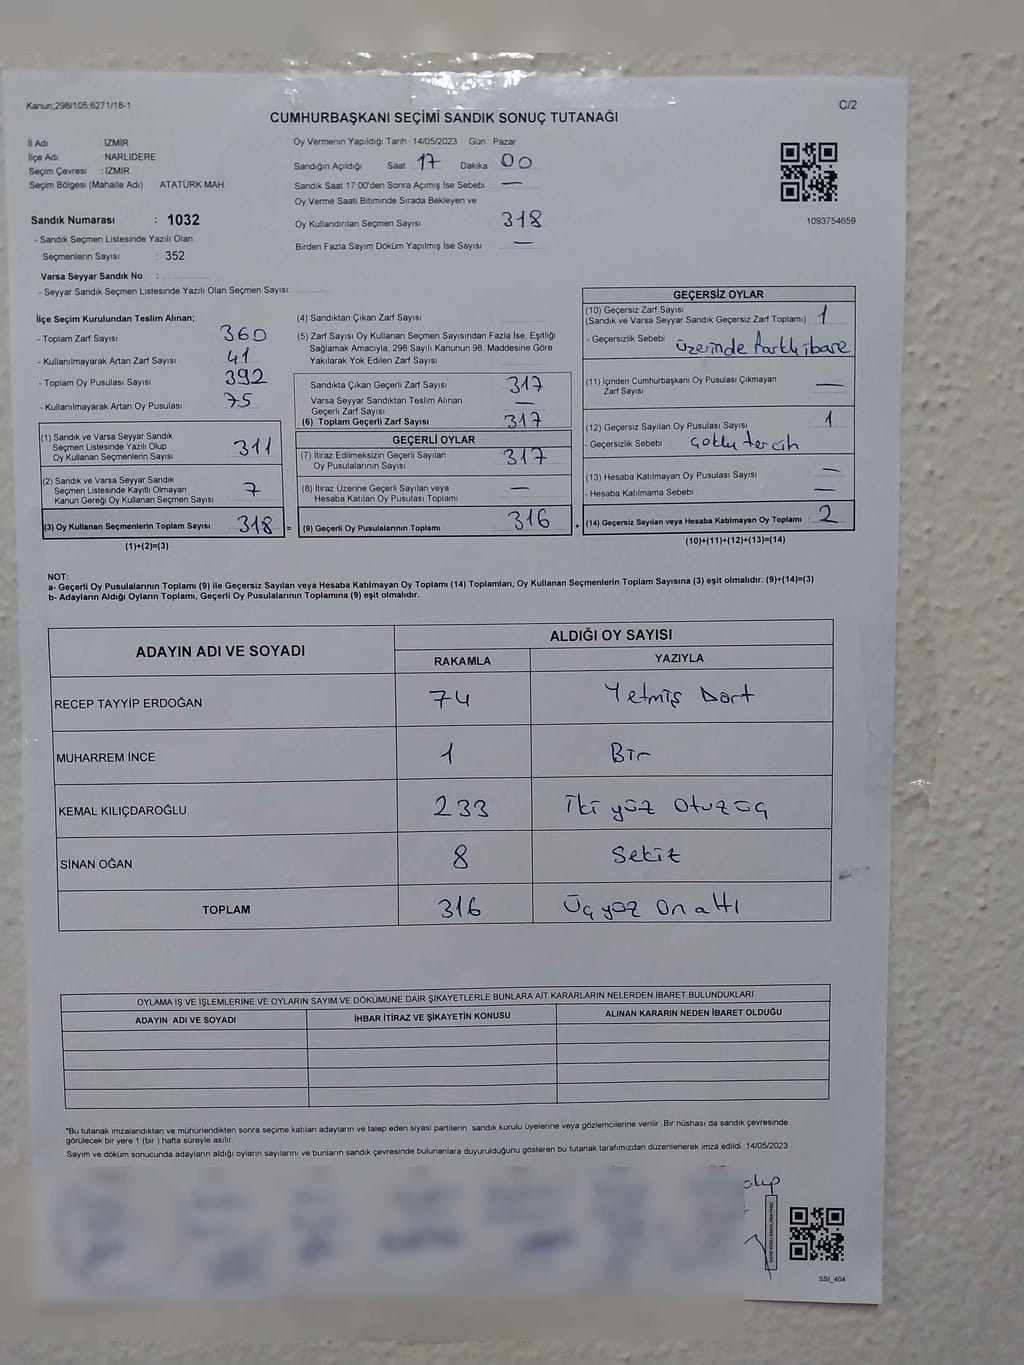 Kanun;298/105;6271/18-1
C/2
CUMHURBAŞKANI SEÇİMİ SANDIK SONUÇ TUTANAĞI
İl Adı : İZMİR
İlçe Adı NARLIDERE
Seçim Çevresi : İZMİR
Seçim Bölgesi (Mahalle Adı) ATATÜRK MAH.
Sandık Numarası : 1032
- Sandık Seçmen Listesinde Yazılı Olan
Seçmenlerin Sayısı : 352
Varsa Seyyar Sandık No :
- Seyyar Sandık Seçmen Listesinde Yazılı Olan Seçmen Sayısı:
Oy Vermenin Yapıldığı Tarih 14/05/2023 Gün Pazar
Sandığın Açıldığı Saat 17 Dakika 00
Sandık Saat 17:00'den Sonra Açımış İse Sebebi —
Oy Verme Saati Bitiminde Sırada Bekleyen ve
Oy Kullandırılan Seçmen Sayısı 318
Birden Fazla Sayım Döküm Yapılmış İse Sayısı —
1093754659
İlçe Seçim Kurulundan Teslim Alınan;
- Toplam Zarf Sayısı 360
- Kullanılmayarak Artan Zarf Sayısı 41
- Toplam Oy Pusulası Sayısı 392
- Kullanılmayarak Artan Oy Pusulası 75
(1) Sandık ve Varsa Seyyar Sandık
Seçmen Listesinde Yazılı Olup
Oy Kullanan Seçmenlerin Sayısı 311
(2) Sandık ve Varsa Seyyar Sandık
Seçmen Listesinde Kayıtlı Olmayan
Kanun Gereği Oy Kullanan Seçmen Sayısı 7
(3) Oy Kullanan Seçmenlerin Toplam Sayısı 318 =
(1)+(2)=(3)
(4) Sandıktan Çıkan Zarf Sayısı
(5) Zarf Sayısı Oy Kullanan Seçmen Sayısından Fazla İse, Eşitliği
Sağlamak Amacıyla, 298 Sayılı Kanunun 98. Maddesine Göre
Yakılarak Yok Edilen Zarf Sayısı
Sandıkta Çıkan Geçerli Zarf Sayısı 317
Varsa Seyyar Sandıktan Teslim Alınan
Geçerli Zarf Sayısı —
(6) Toplam Geçerli Zarf Sayısı 317
GEÇERLİ OYLAR
(7) İtiraz Edilmeksizin Geçerli Sayılan
Oy Pusulalarının Sayısı 317
(8) İtiraz Üzerine Geçerli Sayılan veya
Hesaba Katılan Oy Pusulası Toplamı —
(9) Geçerli Oy Pusulalarının Toplamı 316 +
GEÇERSİZ OYLAR
(10) Geçersiz Zarf Sayısı
(Sandık ve Varsa Seyyar Sandık Geçersiz Zarf Toplamı) 1
- Geçersizlik Sebebi üzerinde farklı ibare
(11) İçinden Cumhurbaşkanı Oy Pusulası Çıkmayan
Zarf Sayısı —
(12) Geçersiz Sayılan Oy Pusulası Sayısı 1
- Geçersizlik Sebebi Çoklu tercih
(13) Hesaba Katılmayan Oy Pusulası Sayısı —
- Hesaba Katılmama Sebebi —
(14) Geçersiz Sayılan veya Hesaba Katılmayan Oy Toplamı 2
(10)+(11)+(12)+(13)=(14)
NOT:
a- Geçerli Oy Pusulalarının Toplamı (9) ile Geçersiz Sayılan veya Hesaba Katılmayan Oy Toplamı (14) Toplamları, Oy Kullanan Seçmenlerin Toplam Sayısına (3) eşit olmalıdır. (9)+(14)=(3)
b- Adayların Aldığı Oyların Toplamı, Geçerli Oy Pusulalarının Toplamına (9) eşit olmalıdır.
ADAYIN ADI VE SOYADI ALDIĞI OY SAYISI
RAKAMLA YAZIYLA
RECEP TAYYİP ERDOĞAN 74 Yetmiş Dört
MUHARREM İNCE 1 Bir
KEMAL KILIÇDAROĞLU 233 İki yüz Otuzüç
SİNAN OĞAN 8 Sekiz
TOPLAM 316 Üç yüz On altı
OYLAMA İŞ VE İŞLEMLERİNE VE OYLARIN SAYIM VE DÖKÜMÜNE DAİR ŞİKAYETLERLE BUNLARA AİT KARARLARIN NELERDEN İBARET BULUNDUKLARI
ADAYIN ADI VE SOYADI İHBAR İTİRAZ VE ŞİKAYETİN KONUSU ALINAN KARARIN NEDEN İBARET OLDUĞU
*Bu tutanak imzalandıktan ve mühürlendikten sonra seçime katılan adayların ve talep eden siyasi partilerin sandık kurulu üyelerine veya gözlemcilerine verilir. Bir nüshası da sandık çevresinde
görülecek bir yere 1 (bir ) hafta süreyle asılır.
Sayım ve döküm sonucunda adayların aldığı oyların sayılarını ve bunların sandık çevresinde bulunanlara duyurulduğunu gösteren bu tutanak tarafımızdan düzenlenerek imza edildi. 14/05/2023
SSI_404